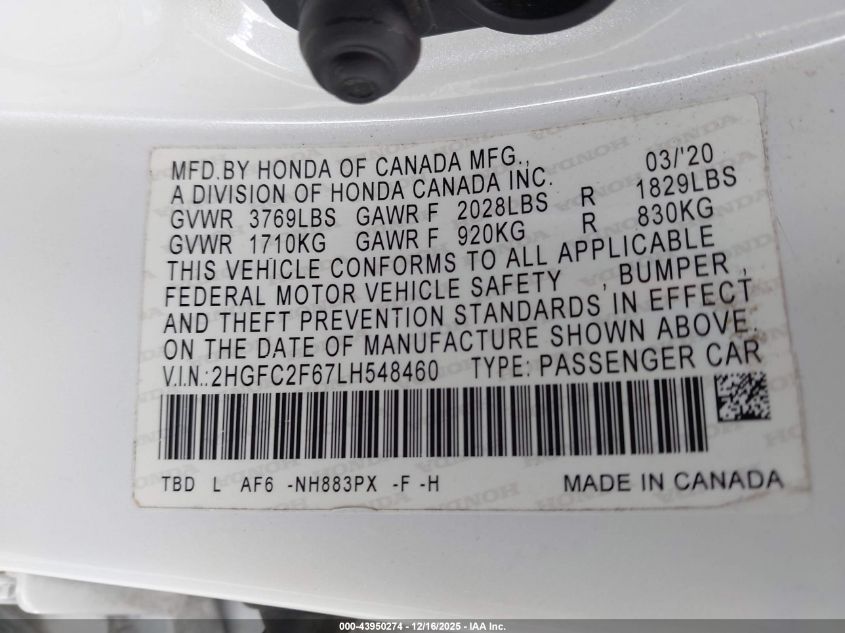 MFD.BY HONDA OF CANADA MFG., 03/'20
A DIVISION OF HONDA CANADA INC.
GVWR 3769LBS GAWR F 2028LBS R 1829LBS
GVWR 1710KG GAWR F 920KG R 830KG
THIS VEHICLE CONFORMS TO ALL APPLICABLE
FEDERAL MOTOR VEHICLE SAFETY , BUMPER ,
AND THEFT PREVENTION STANDARDS IN EFFECT
ON THE DATE OF MANUFACTURE SHOWN ABOVE.
V.I.N.:2HGFC2F67LH548460 TYPE: PASSENGER CAR
TBD L AF6 -NH883PX -F -H MADE IN CANADA
000-43950274 - 12/16/2025 - IAA Inc.